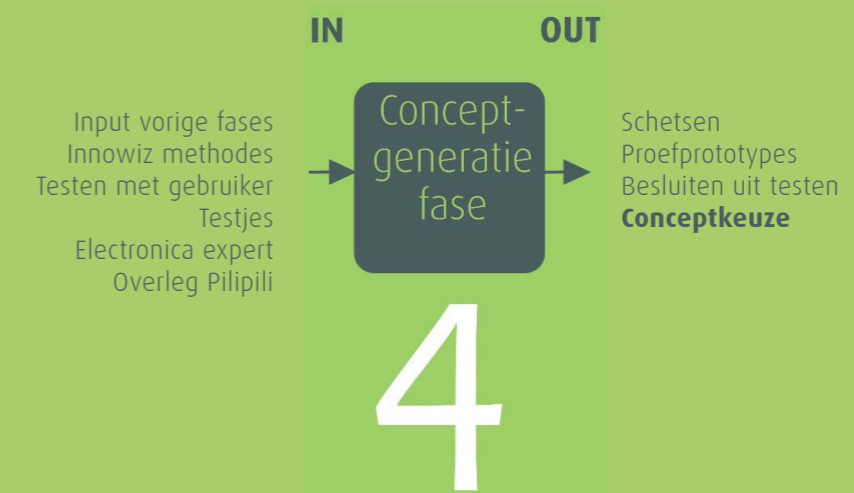 IN
OUT
Input vorige fases
Innowiz methodes
Testen met gebruiker
Testjes
Electronica expert
Overleg Pilipili
Concept-
generatie
fase
Schetsen
Proefprototypes
Besluiten uit testen
Conceptkeuze
4